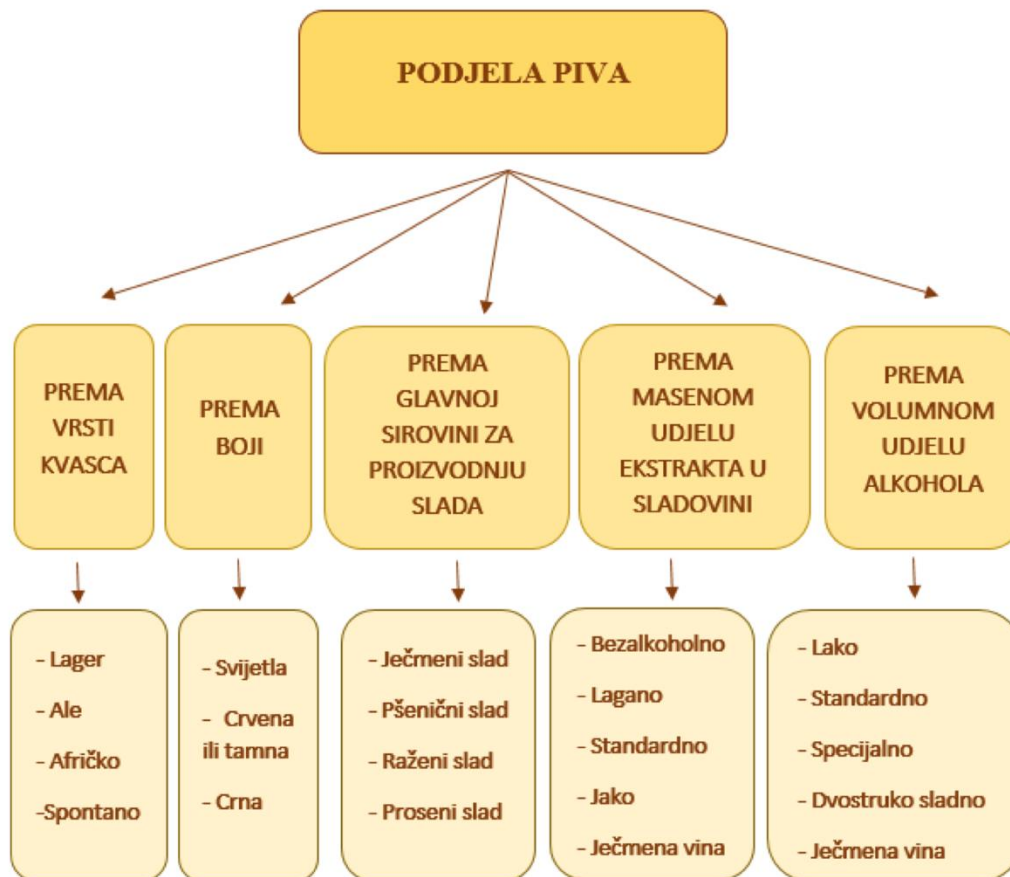 PODJELA PIVA
PREMA
VRSTI
KVASCA
PREMA
BOJI
PREMA
GLAVNOJ
SIROVINI ZA
PROIZVODNJU
SLADA
PREMA
MASENOM
UDJELU
EKSTRAKTA U
SLADOVINI
PREMA
VOLUMNOM
UDJELU
ALKOHOLA
- Lager
- Ale
- Afričko
-Spontano
- Svijetla
- Crvena
ili tamna
- Crna
- Ječmeni slad
- Pšenični slad
- Raženi slad
- Proseni slad
- Bezalkoholno
- Lagano
- Standardno
- Jako
- Ječmena vina
- Lako
- Standardno
- Specijalno
- Dvostruko sladno
- Ječmena vina